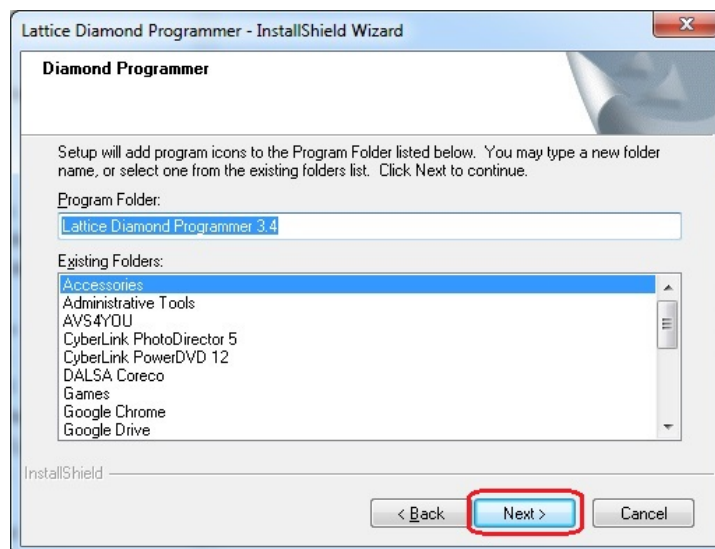 Lattice Diamond Programmer - InstallShield Wizard
Diamond Programmer
Setup will add program icons to the Program Folder listed below.  You may type a new folder
name, or select one from the existing folders list.  Click Next to continue.
Program Folder:
Lattice Diamond Programmer 3.4
Existing Folders:
Accessories
Administrative Tools
AVS4YOU
CyberLink PhotoDirector 5
CyberLink PowerDVD 12
DALSA Coreco
Games
Google Chrome
Google Drive
InstallShield
< Back
Next >
Cancel